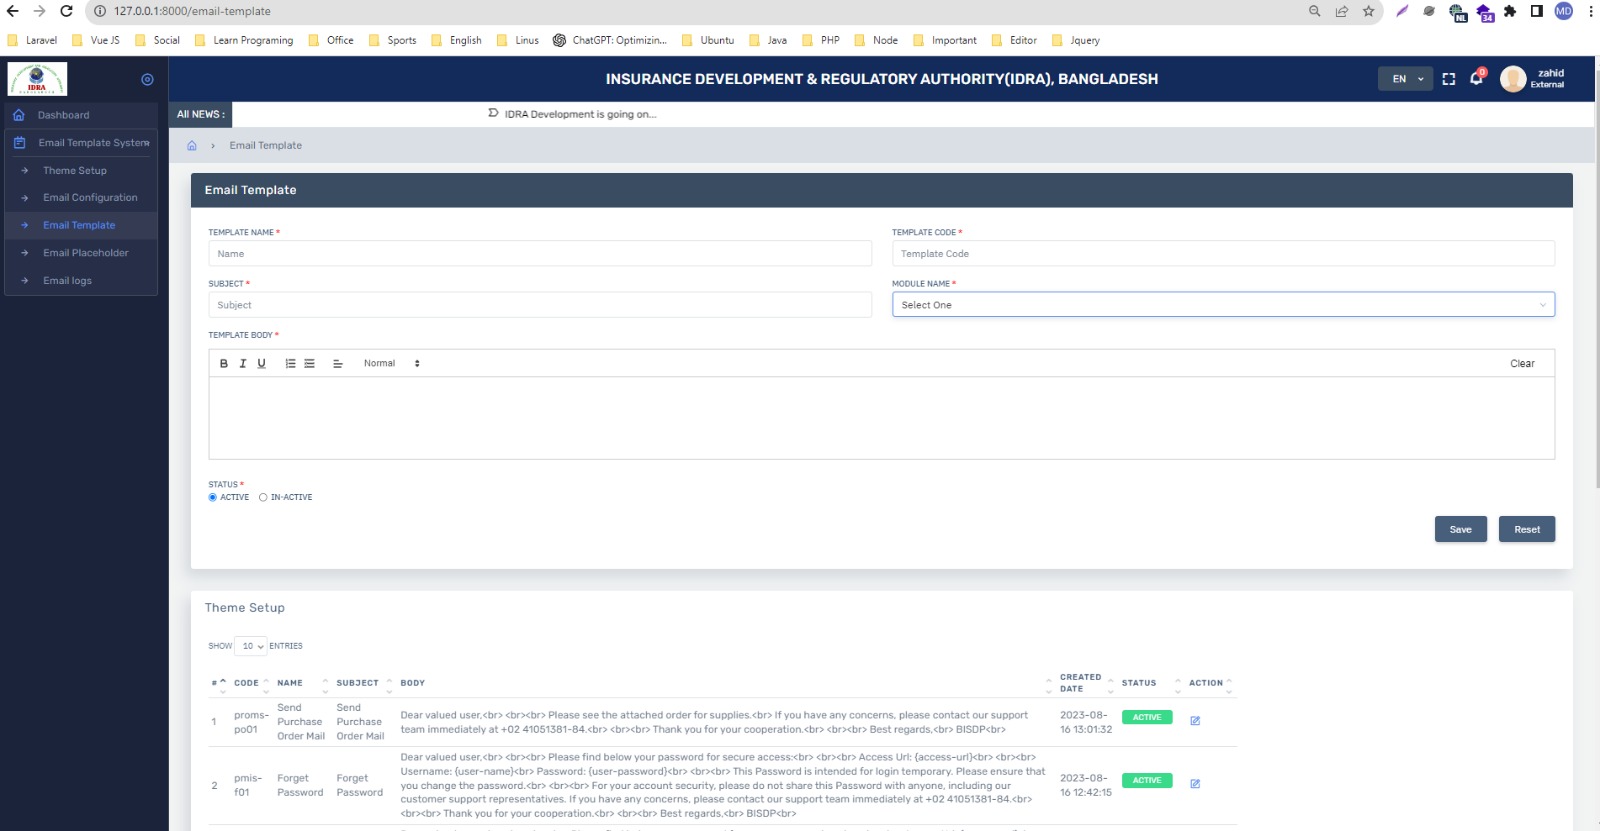 127.0.0.1:8000/email-template
NL
34
MD
Laravel
Vue JS
Social
Learn Programing
Office
Sports
English
Linus
ChatGPT: Optimizin...
Ubuntu
Java
PHP
Node
Important
Editor
Jquery
IDRA
INSURANCE DEVELOPMENT & REGULATORY AUTHORITY(IDRA), BANGLADESH
EN
0
zahid
External
Dashboard
Email Template System
Theme Setup
Email Configuration
Email Template
Email Placeholder
Email logs
All NEWS :
IDRA Development is going on...
Email Template
Email Template
TEMPLATE NAME *
Name
TEMPLATE CODE *
Template Code
SUBJECT *
Subject
MODULE NAME *
Select One
TEMPLATE BODY *
B I U
Normal
Clear
STATUS *
ACTIVE
IN-ACTIVE
Save
Reset
Theme Setup
SHOW 10 ENTRIES
# CODE NAME SUBJECT BODY CREATED DATE STATUS ACTION
1
proms-
po01
Send
Purchase
Order Mail
Send
Purchase
Order Mail
Dear valued user,<br> <br><br> Please see the attached order for supplies.<br> If you have any concerns, please contact our support
team immediately at +02 41051381-84.<br> <br><br> Thank you for your cooperation.<br> <br><br> Best regards,<br> BISDP<br>
2023-08-
16 13:01:32
ACTIVE
2
pmis-
f01
Forget
Password
Forget
Password
Dear valued user,<br> <br><br> Please find below your password for secure access:<br> <br><br> Access Url: {access-url}<br> <br><br>
Username: {user-name}<br> Password: {user-password}<br> <br><br> This Password is intended for login temporary. Please ensure that
you change the password.<br> <br><br> For your account security, please do not share this Password with anyone, including our
customer support representatives. If you have any concerns, please contact our support team immediately at +02 41051381-84.<br>
<br><br> Thank you for your cooperation.<br> <br><br> Best regards,<br> BISDP<br>
2023-08-
16 12:42:15
ACTIVE